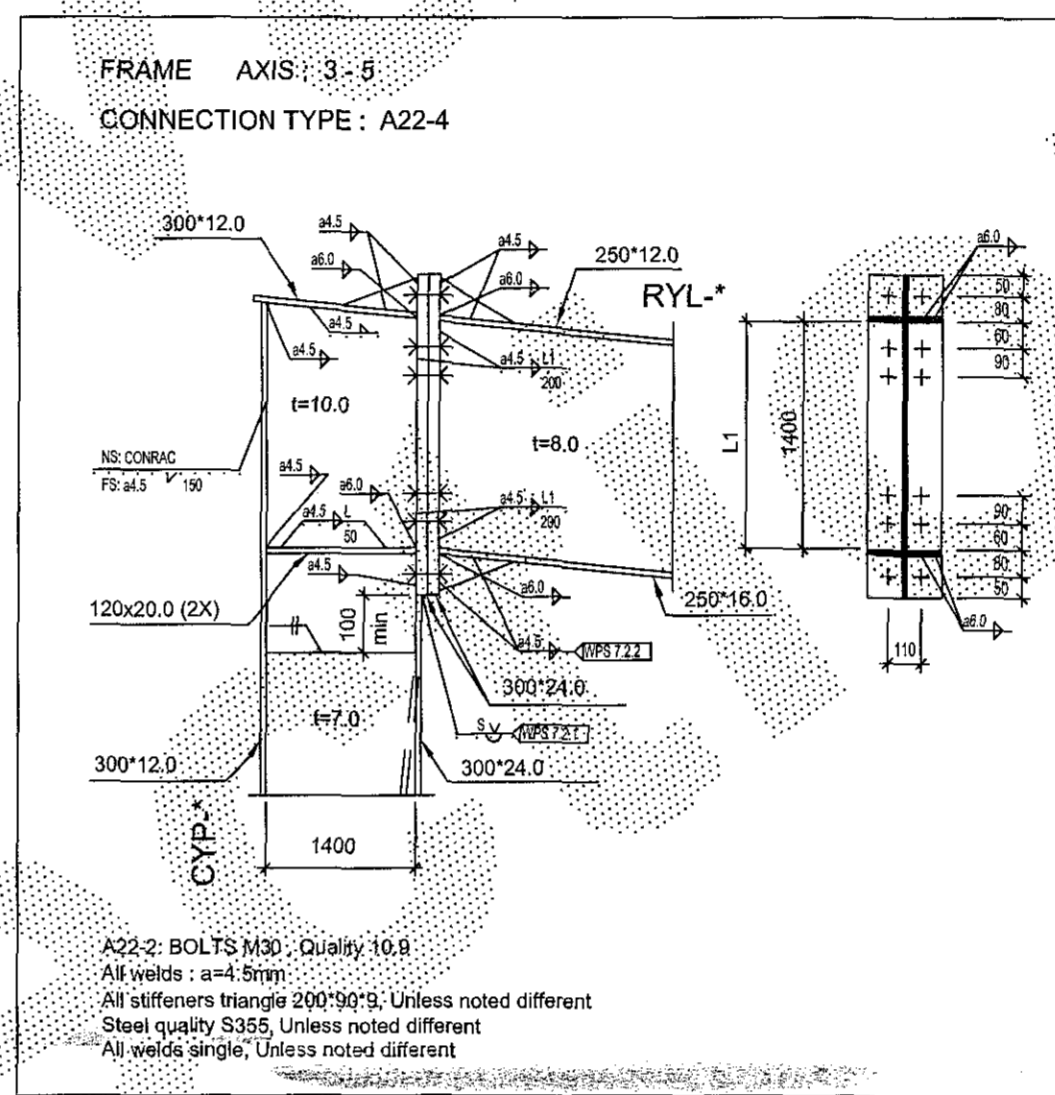 FRAME AXIS: 3 - 5
CONNECTION TYPE : A22-4
300*12.0
a4.5
a6.0
a4.5
a6.0
250*12.0
RYL-*
a4.5
a4.5
a4.5 L1
200
t=10.0
t=8.0
NS: CONRAC
FS: a4.5 150
a4.5
a6.0
a4.5 L
50
a4.5 L1
200
a4.5
120x20.0 (2X)
100
min
a6.0
250*16.0
a4.5
WPS 7.2.2
300*24.0
t=7.0
S
WPS 7.2.1
300*12.0
300*24.0
CYP-*
1400
a6.0
50
80
60
90
L1
1400
90
60
80
50
a6.0
110
A22-2: BOLTS M30, Quality 10.9
All welds : a=4.5mm
All stiffeners triangle 200*90*9, Unless noted different
Steel quality S355, Unless noted different
All welds single, Unless noted different